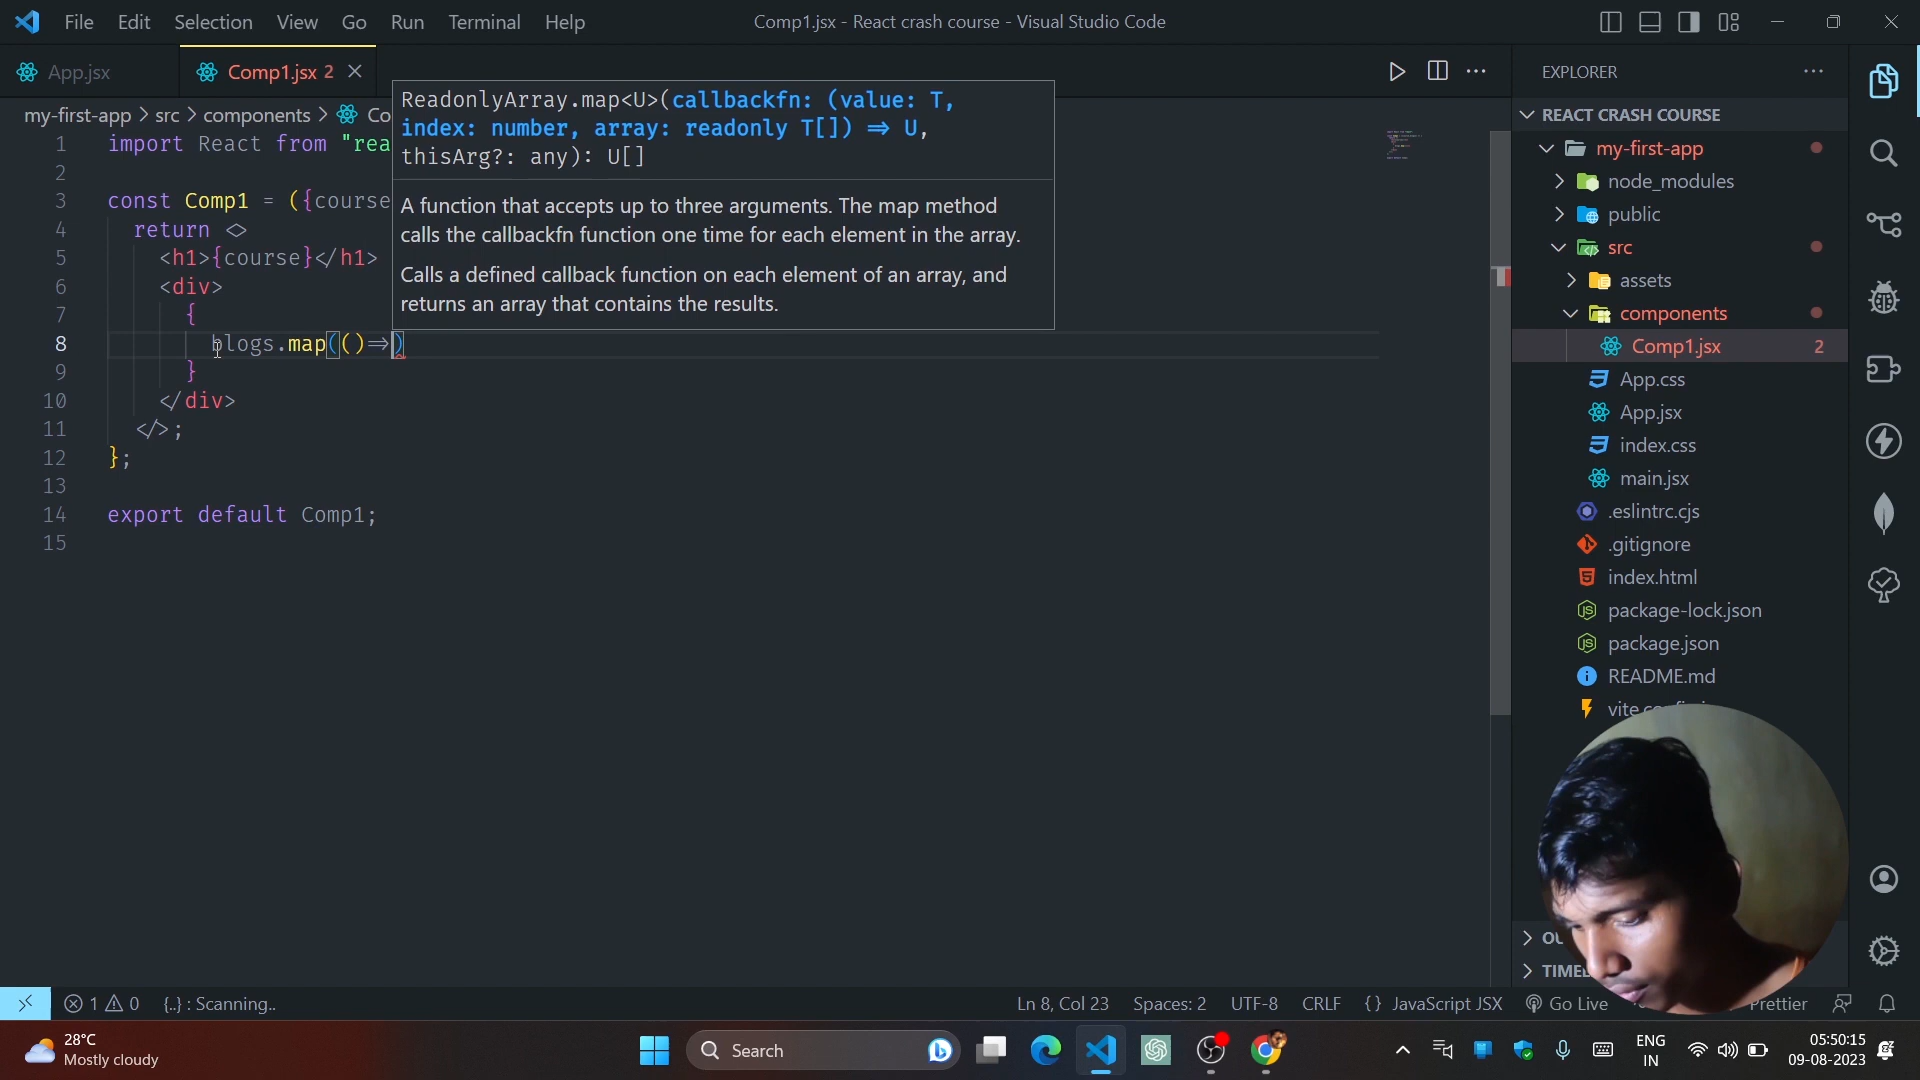 File Edit Selection View Go Run Terminal Help
Comp1.jsx - React crash course - Visual Studio Code
App.jsx
Comp1.jsx 2
my-first-app > src > components > Co
ReadonlyArray.map<U>(callbackfn: (value: T,
index: number, array: readonly T[]) => U,
thisArg?: any): U[]
A function that accepts up to three arguments. The map method
calls the callbackfn function one time for each element in the array.
Calls a defined callback function on each element of an array, and
returns an array that contains the results.
1 import React from "rea
2
3 const Comp1 = ({course
4 return <>
5 <h1>{course}</h1>
6 <div>
7 {
8 blogs.map(()=>)
9 }
10 </div>
11 </>;
12 };
13
14 export default Comp1;
15
EXPLORER
REACT CRASH COURSE
my-first-app
node_modules
public
src
assets
components
Comp1.jsx 2
App.css
App.jsx
index.css
main.jsx
.eslintrc.cjs
.gitignore
index.html
package-lock.json
package.json
README.md
OU
TIME
1 0 {..} : Scanning..
Ln 8, Col 23 Spaces: 2 UTF-8 CRLF {} JavaScript JSX Go Live Prettier
28°C
Mostly cloudy
Search
ENG
IN
05:50:15
09-08-2023